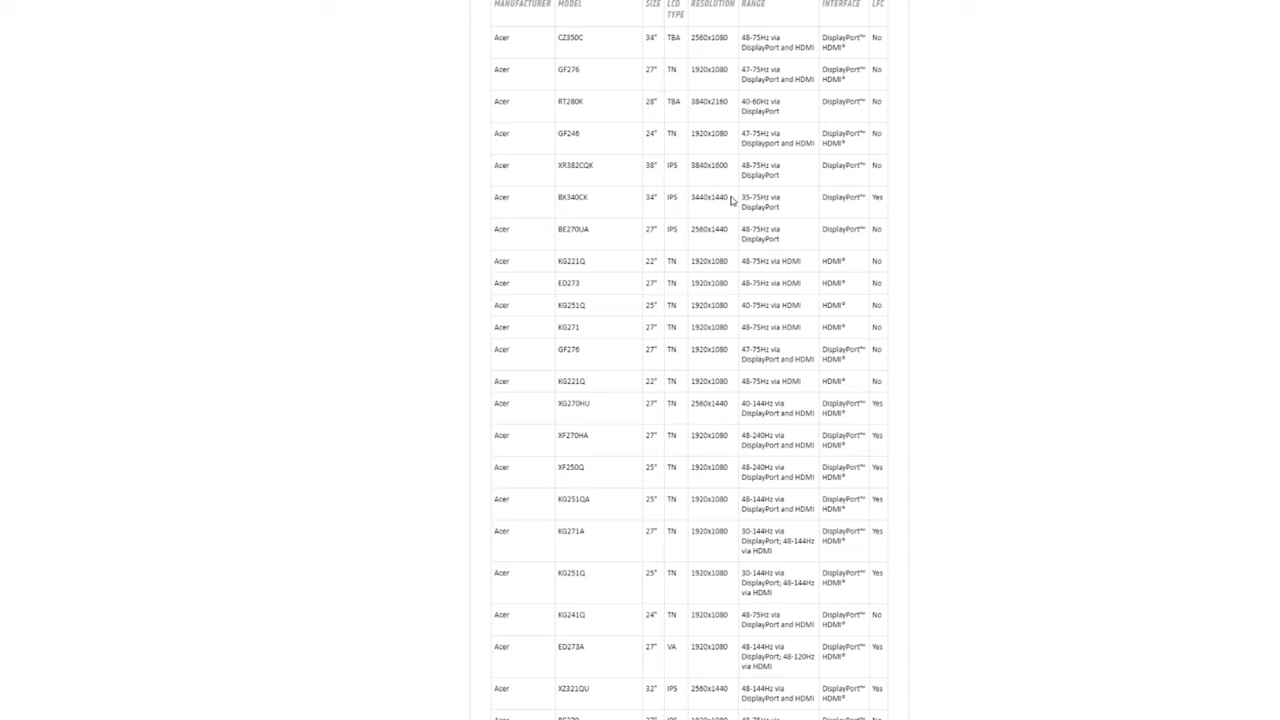 MANUFACTURER MODEL SIZE LCD TYPE RESOLUTION RANGE INTERFACE LFC
Acer CZ350C 34" TBA 2560x1080 48-75Hz via DisplayPort and HDMI DisplayPort™ HDMI® No
Acer GF276 27" TN 1920x1080 47-75Hz via DisplayPort and HDMI DisplayPort™ HDMI® No
Acer RT280K 28" TBA 3840x2160 40-60Hz via DisplayPort DisplayPort™ No
Acer GF246 24" TN 1920x1080 47-75Hz via Displayport and HDMI DisplayPort™ HDMI® No
Acer XR382CQK 38" IPS 3840x1600 48-75Hz via DisplayPort DisplayPort™ No
Acer BX340CK 34" IPS 3440x1440 35-75Hz via DisplayPort DisplayPort™ Yes
Acer BE270UA 27" IPS 2560x1440 48-75Hz via DisplayPort DisplayPort™ No
Acer KG221Q 22" TN 1920x1080 48-75Hz via HDMI HDMI® No
Acer ED273 27" TN 1920x1080 48-75Hz via HDMI HDMI® No
Acer KG251Q 25" TN 1920x1080 40-75Hz via HDMI HDMI® No
Acer KG271 27" TN 1920x1080 48-75Hz via HDMI HDMI® No
Acer GF276 27" TN 1920x1080 47-75Hz via DisplayPort and HDMI DisplayPort™ HDMI® No
Acer KG221Q 22" TN 1920x1080 48-75Hz via HDMI HDMI® No
Acer XG270HU 27" TN 2560x1440 40-144Hz via DisplayPort and HDMI DisplayPort™ HDMI® Yes
Acer XF270HA 27" TN 1920x1080 48-240Hz via DisplayPort and HDMI DisplayPort™ HDMI® Yes
Acer XF250Q 25" TN 1920x1080 48-240Hz via DisplayPort and HDMI DisplayPort™ HDMI® Yes
Acer KG251QA 25" TN 1920x1080 48-144Hz via DisplayPort and HDMI DisplayPort™ HDMI® Yes
Acer KG271A 27" TN 1920x1080 30-144Hz via DisplayPort; 48-144Hz via HDMI DisplayPort™ HDMI® Yes
Acer KG251Q 25" TN 1920x1080 30-144Hz via DisplayPort; 48-144Hz via HDMI DisplayPort™ HDMI® Yes
Acer KG241Q 24" TN 1920x1080 48-75Hz via DisplayPort and HDMI DisplayPort™ HDMI® No
Acer ED273A 27" VA 1920x1080 48-144Hz via DisplayPort; 48-120Hz via HDMI DisplayPort™ HDMI® Yes
Acer XZ321QU 32" IPS 2560x1440 48-144Hz via DisplayPort and HDMI DisplayPort™ HDMI® Yes